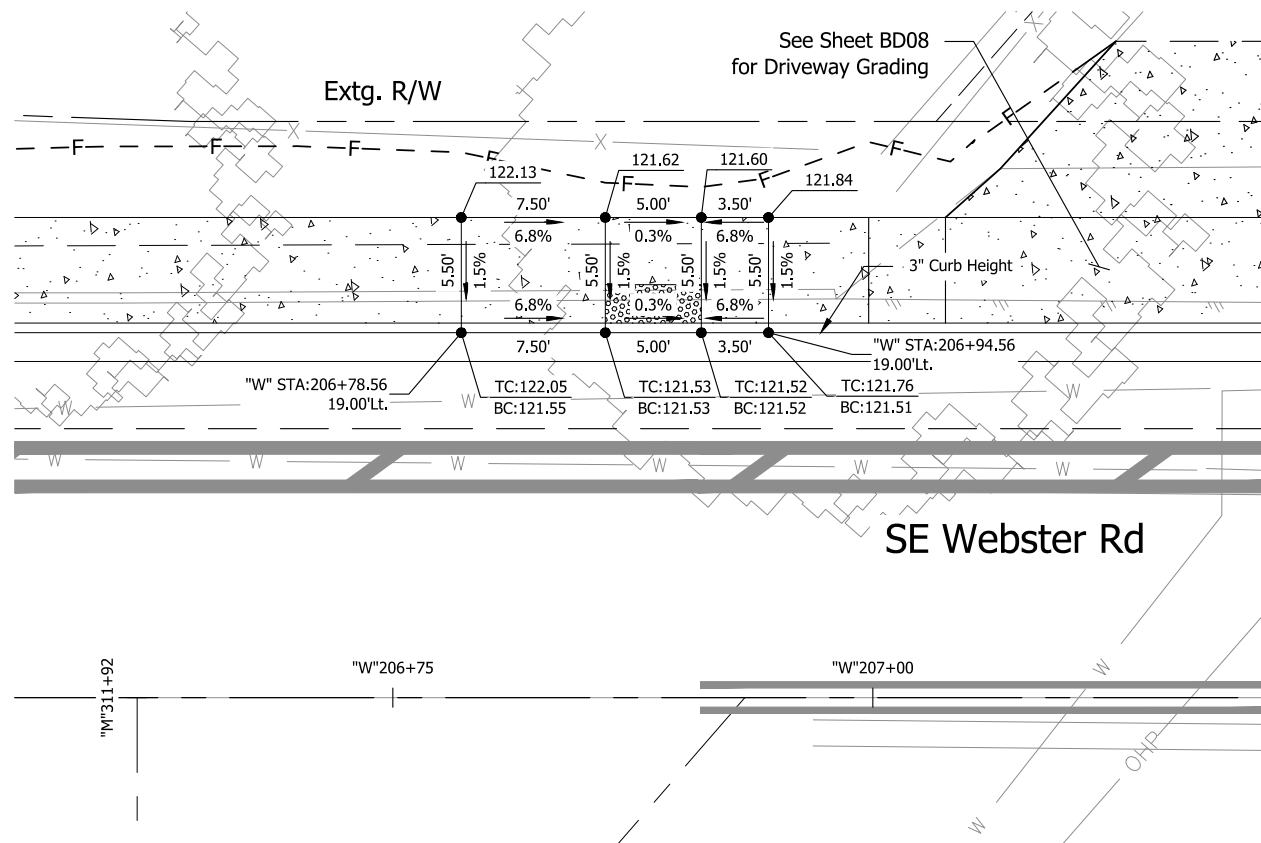 See Sheet BD08
for Driveway Grading
Extg. R/W
X
X
X
F
F
F
F
F
F
F
F
122.13
121.62
121.60
121.84
7.50'
5.00'
3.50'
6.8%
0.3%
6.8%
5.50'
1.5%
5.50'
1.5%
5.50'
1.5%
5.50'
1.5%
3" Curb Height
6.8%
0.3%
6.8%
7.50'
5.00'
3.50'
"W" STA:206+78.56
19.00'Lt.
TC:122.05
BC:121.55
TC:121.53
BC:121.53
TC:121.52
BC:121.52
TC:121.76
BC:121.51
"W" STA:206+94.56
19.00'Lt.
W
W
W
W
W
W
W
W
W
SE Webster Rd
"M"311+92
"W"206+75
"W"207+00
W
OHP
W